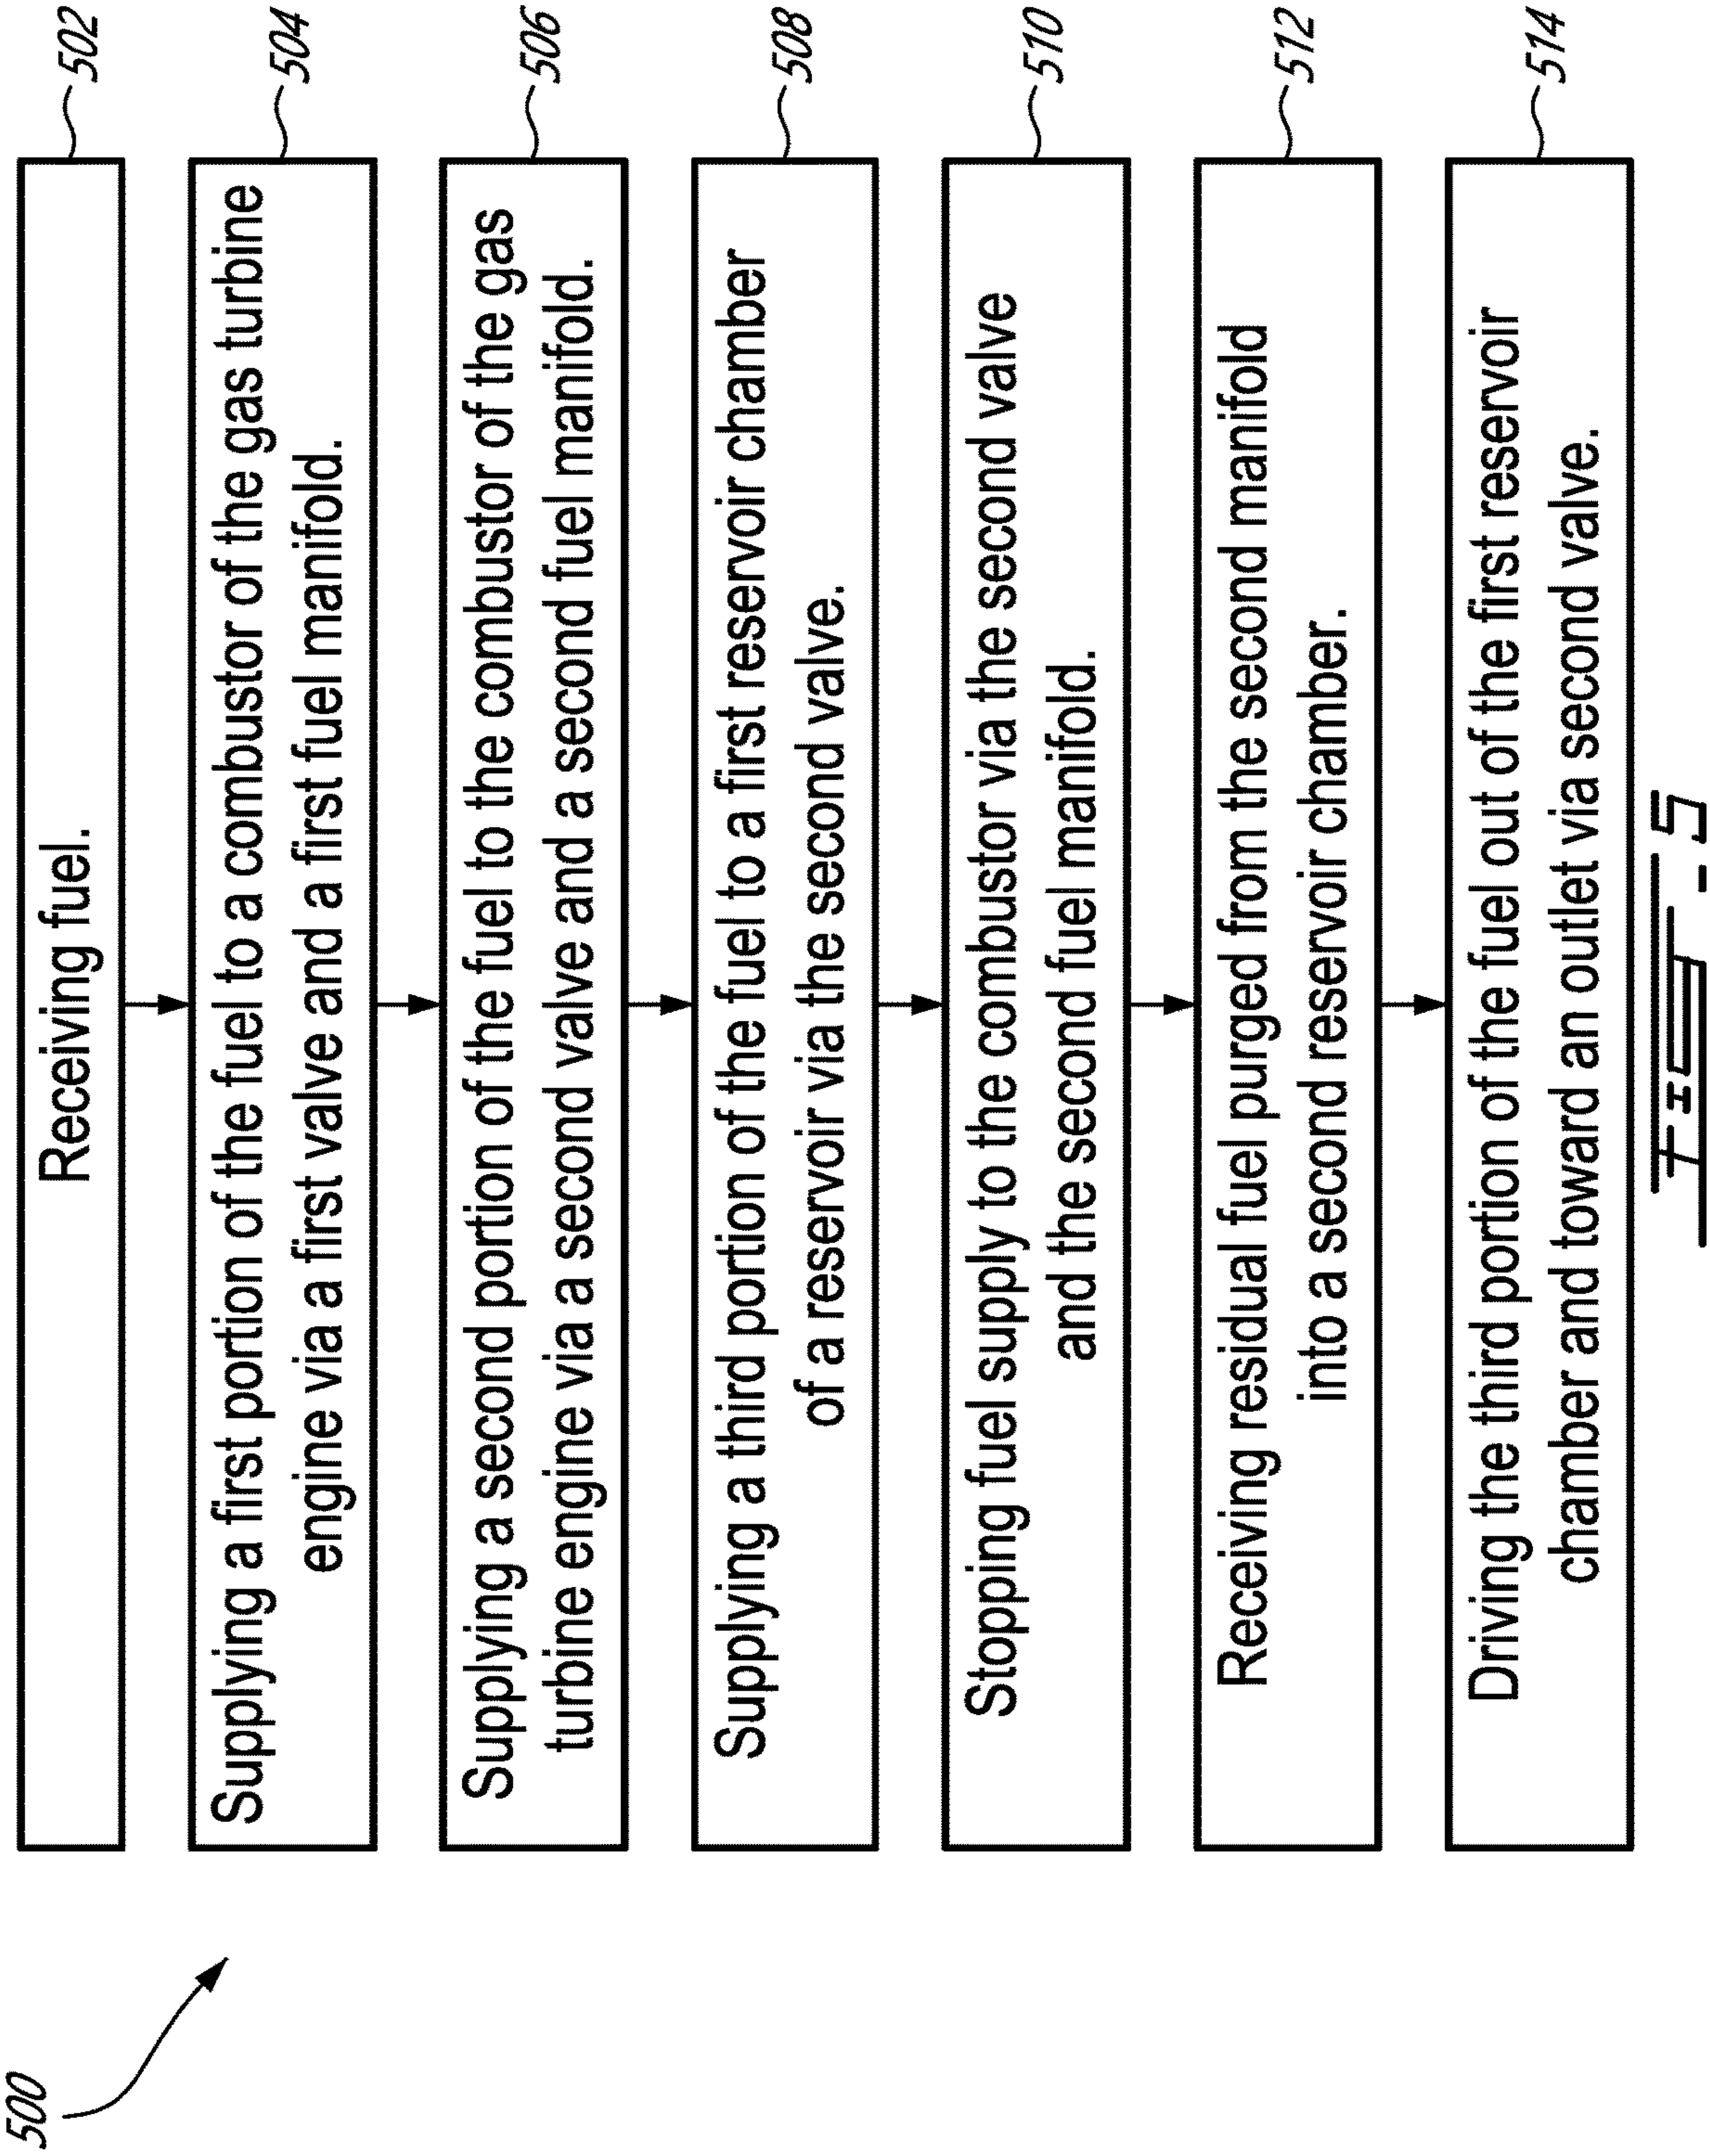 500
Receiving fuel.
502
Supplying a first portion of the fuel to a combustor of the gas turbine
engine via a first valve and a first fuel manifold.
504
Supplying a second portion of the fuel to the combustor of the gas
turbine engine via a second valve and a second fuel manifold.
506
Supplying a third portion of the fuel to a first reservoir chamber
of a reservoir via the second valve.
508
Stopping fuel supply to the combustor via the second valve
and the second fuel manifold.
510
Receiving residual fuel purged from the second manifold
into a second reservoir chamber.
512
Driving the third portion of the fuel out of the first reservoir
chamber and toward an outlet via second valve.
514
FIG-5